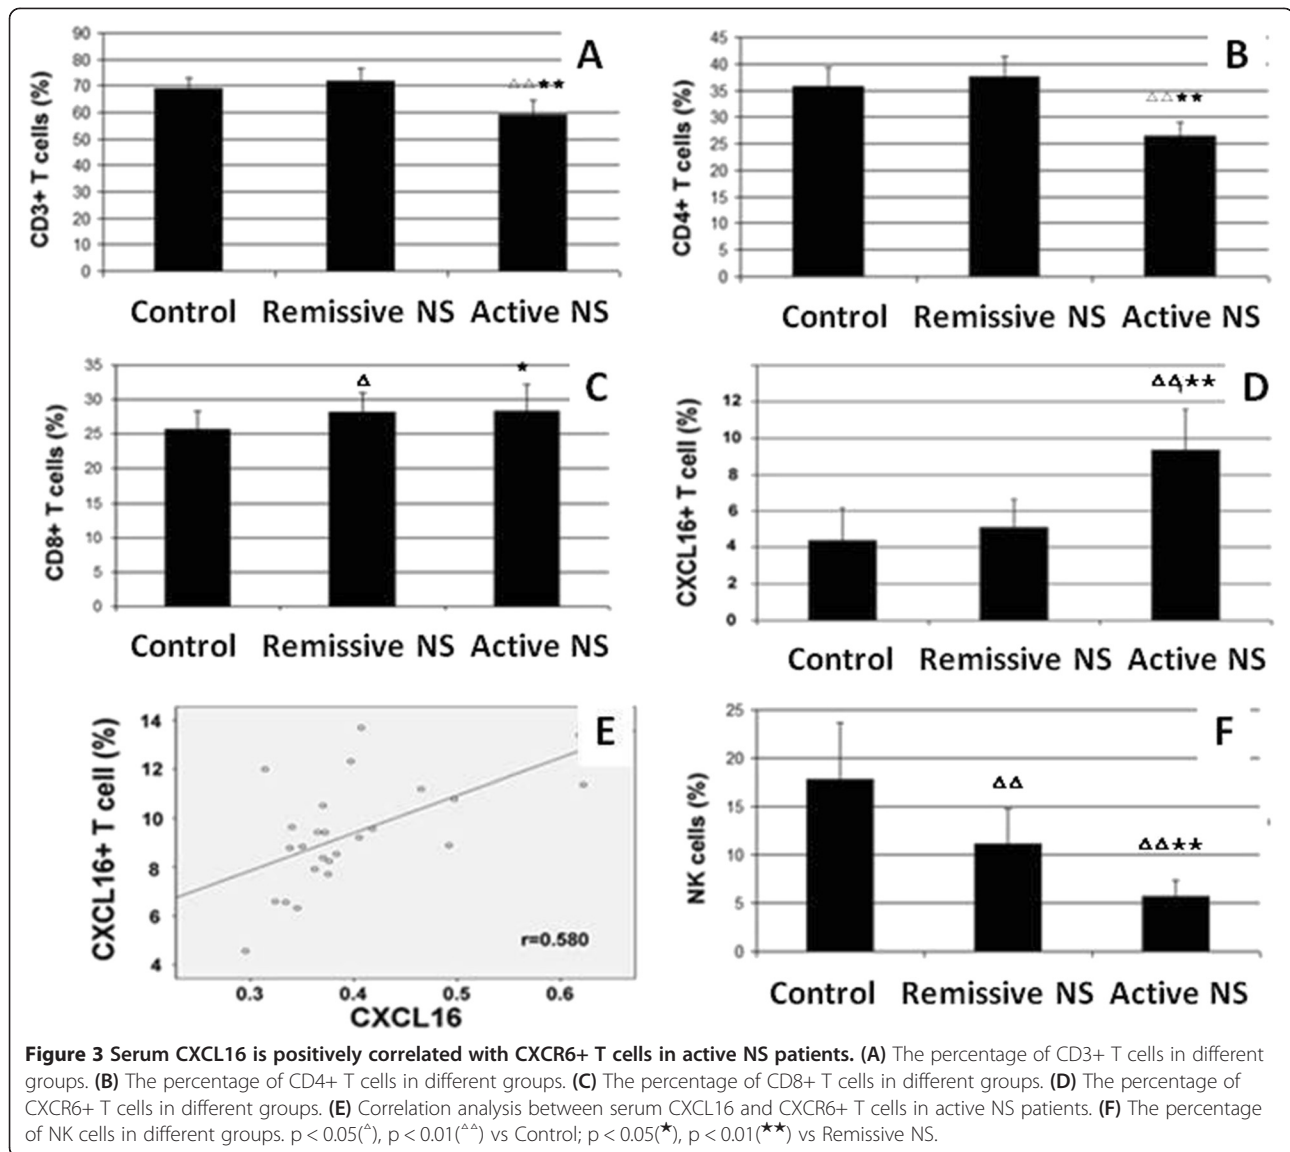 A
CD3+ T cells (%)
90
80
70
60
50
40
30
20
10
0
△△★★
Control Remissive NS Active NS
B
CD4+ T cells (%)
45
40
35
30
25
20
15
10
5
0
△△★★
Control Remissive NS Active NS
C
CD8+ T cells (%)
35
30
25
20
15
10
5
0
△
★
Control Remissive NS Active NS
D
CXCL16+ T cell (%)
12
10
8
6
4
2
0
△△★★
Control Remissive NS Active NS
E
CXCL16+ T cell (%)
14
12
10
8
6
4
r=0.580
0.3 0.4 0.5 0.6
CXCL16
F
NK cells (%)
25
20
15
10
5
0
△△
△△★★
Control Remissive NS Active NS
Figure 3 Serum CXCL16 is positively correlated with CXCR6+ T cells in active NS patients. (A) The percentage of CD3+ T cells in different
groups. (B) The percentage of CD4+ T cells in different groups. (C) The percentage of CD8+ T cells in different groups. (D) The percentage of
CXCR6+ T cells in different groups. (E) Correlation analysis between serum CXCL16 and CXCR6+ T cells in active NS patients. (F) The percentage
of NK cells in different groups. p < 0.05(△), p < 0.01(△△) vs Control; p < 0.05(★), p < 0.01(★★) vs Remissive NS.